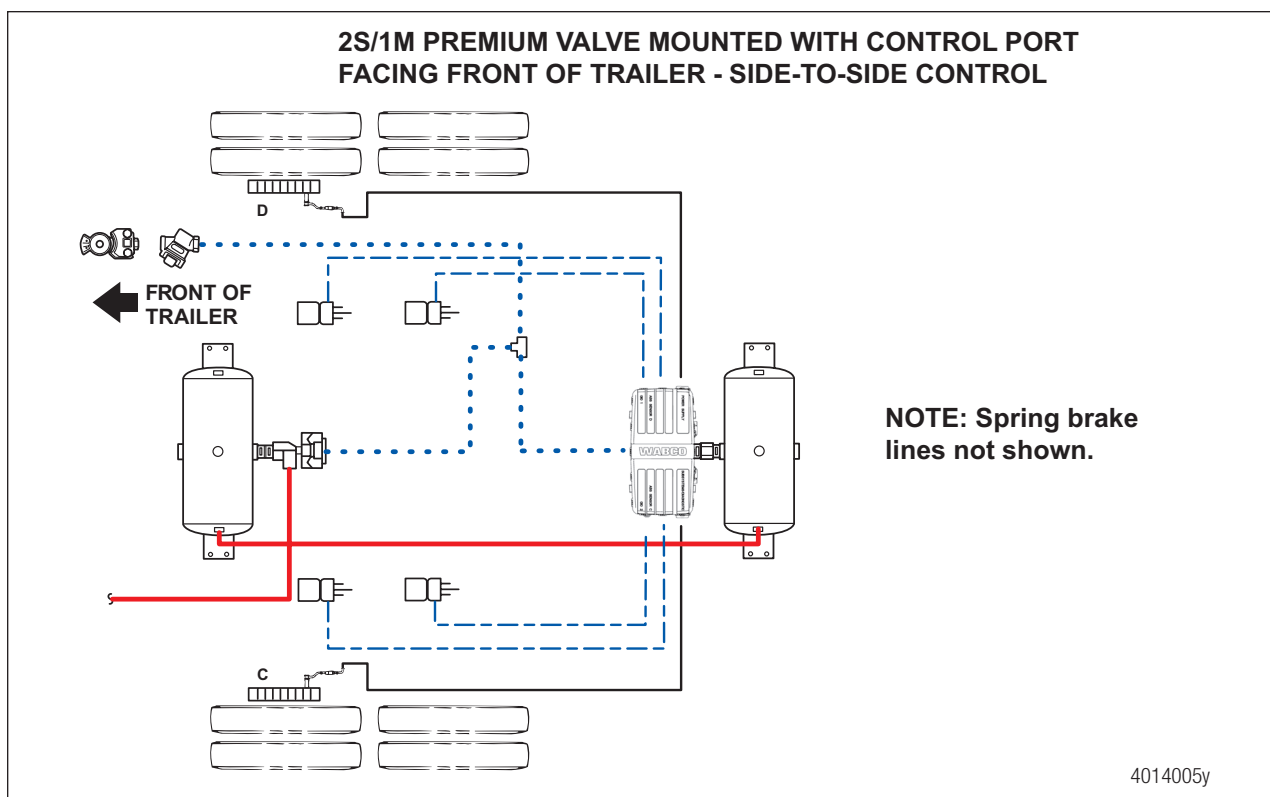 2S/1M PREMIUM VALVE MOUNTED WITH CONTROL PORT
FACING FRONT OF TRAILER - SIDE-TO-SIDE CONTROL
D
FRONT OF
TRAILER
WABCO
NOTE: Spring brake
lines not shown.
C
4014005y